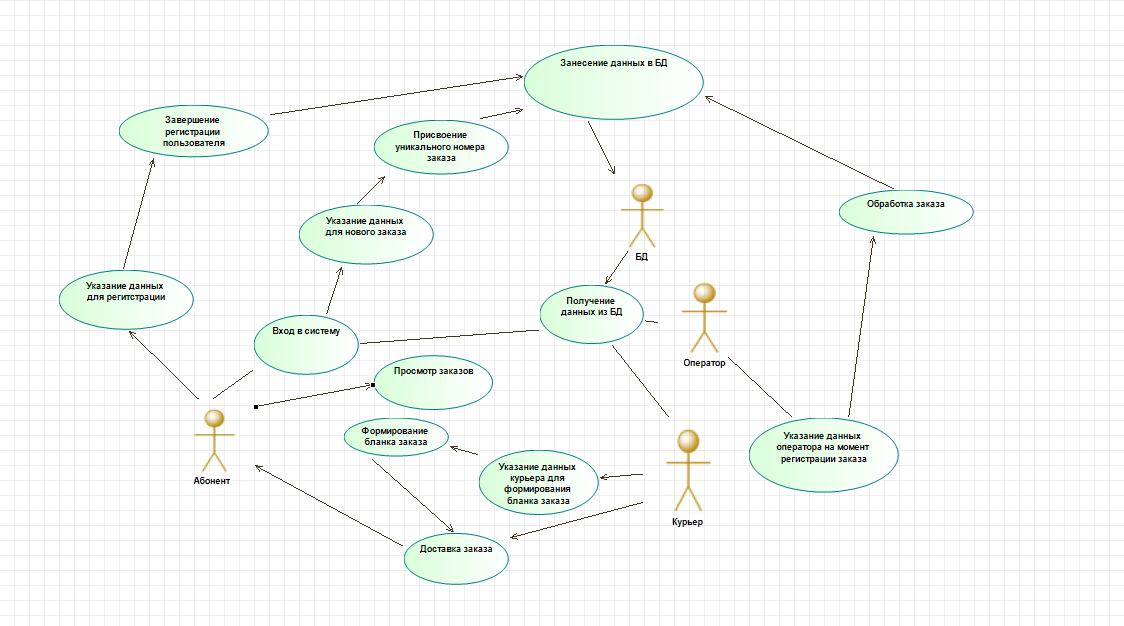 Занесение данных в БД
Завершение
регистрации
пользователя
Присвоение
уникального номера
заказа
Обработка заказа
Указание данных
для нового заказа
БД
Указание данных
для регитстрации
Получение
данных из БД
Вход в систему
Оператор
Просмотр заказов
Формирование
бланка заказа
Указание данных
оператора на момент
регистрации заказа
Указание данных
курьера для
формирования
бланка заказа
Абонент
Курьер
Доставка заказа